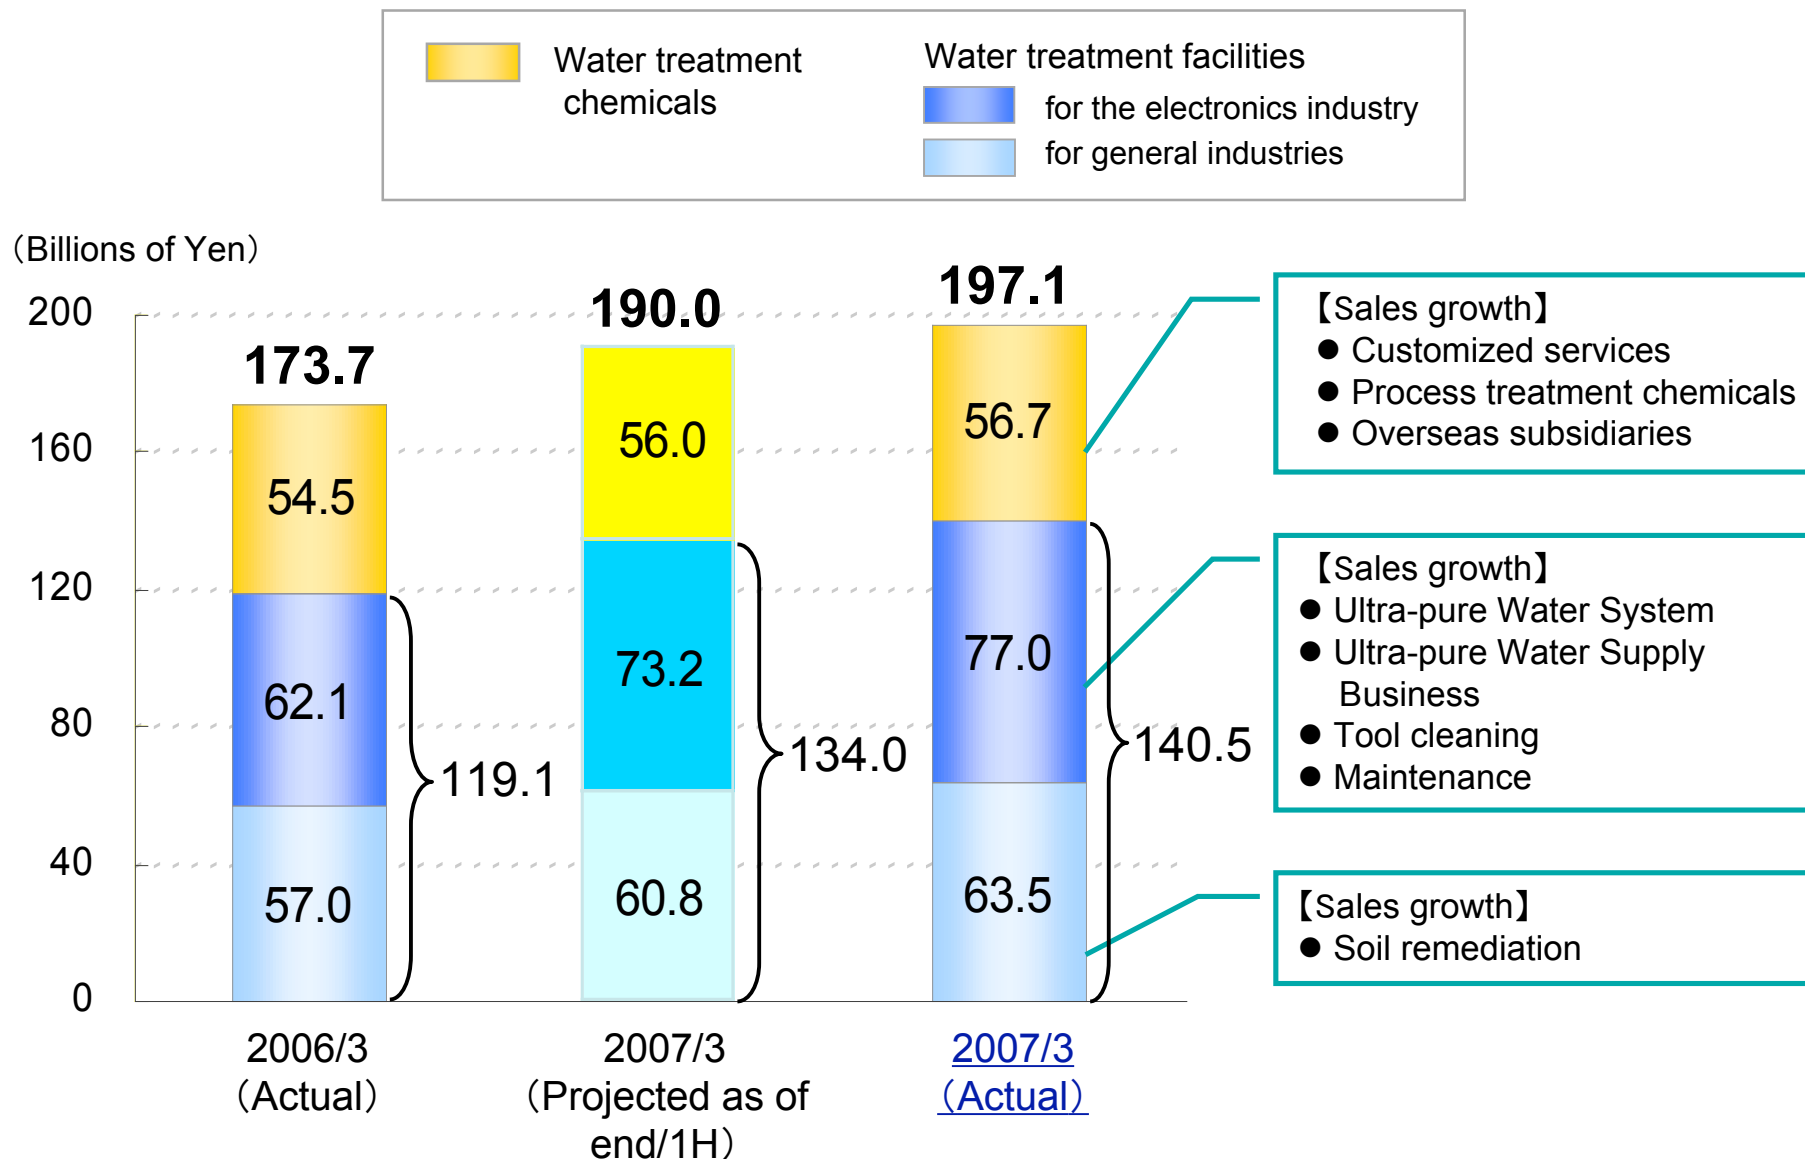 Water treatment
chemicals
Water treatment facilities
for the electronics industry
for general industries
（Billions of Yen）
200
160
120
80
40
0
173.7
54.5
62.1
57.0
119.1
190.0
56.0
73.2
60.8
134.0
197.1
56.7
77.0
63.5
140.5
2006/3
（Actual）
2007/3
（Projected as of
end/1H）
2007/3
（Actual）
【Sales growth】
● Customized services
● Process treatment chemicals
● Overseas subsidiaries
【Sales growth】
● Ultra-pure Water System
● Ultra-pure Water Supply
Business
● Tool cleaning
● Maintenance
【Sales growth】
● Soil remediation